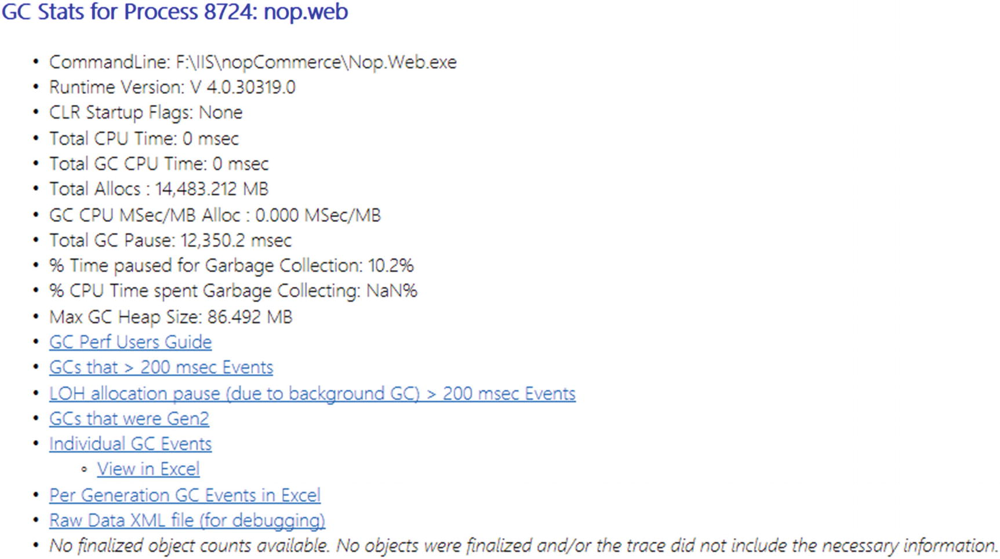 GC Stats for Process 8724: nop.web
• CommandLine: F:\IIS\nopCommerce\Nop.Web.exe
• Runtime Version: V 4.0.30319.0
• CLR Startup Flags: None
• Total CPU Time: 0 msec
• Total GC CPU Time: 0 msec
• Total Allocs : 14,483.212 MB
• GC CPU MSec/MB Alloc : 0.000 MSec/MB
• Total GC Pause: 12,350.2 msec
• % Time paused for Garbage Collection: 10.2%
• % CPU Time spent Garbage Collecting: NaN%
• Max GC Heap Size: 86.492 MB
• GC Perf Users Guide
• GCs that > 200 msec Events
• LOH allocation pause (due to background GC) > 200 msec Events
• GCs that were Gen2
• Individual GC Events
◦ View in Excel
• Per Generation GC Events in Excel
• Raw Data XML file (for debugging)
• No finalized object counts available. No objects were finalized and/or the trace did not include the necessary information.